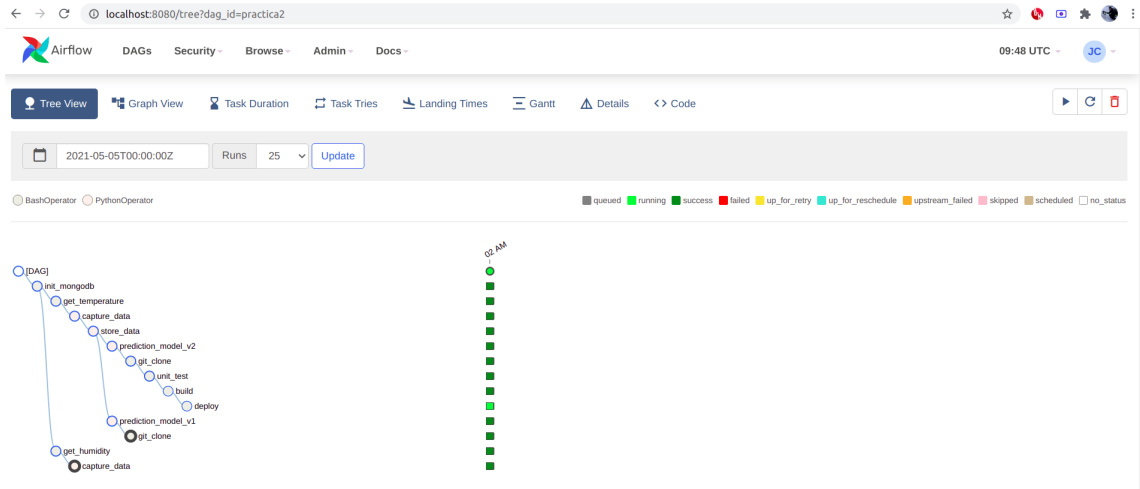 localhost:8080/tree?dag_id=practica2
Airflow DAGs Security Browse Admin Docs 09:48 UTC JC
Tree View Graph View Task Duration Task Tries Landing Times Gantt Details Code
2021-05-05T00:00:00Z Runs 25 Update
BashOperator PythonOperator queued running success failed up_for_retry up_for_reschedule upstream_failed skipped scheduled no_status
02 AM
[DAG]
init_mongodb
get_temperature
capture_data
store_data
prediction_model_v2
git_clone
unit_test
build
deploy
prediction_model_v1
git_clone
get_humidity
capture_data